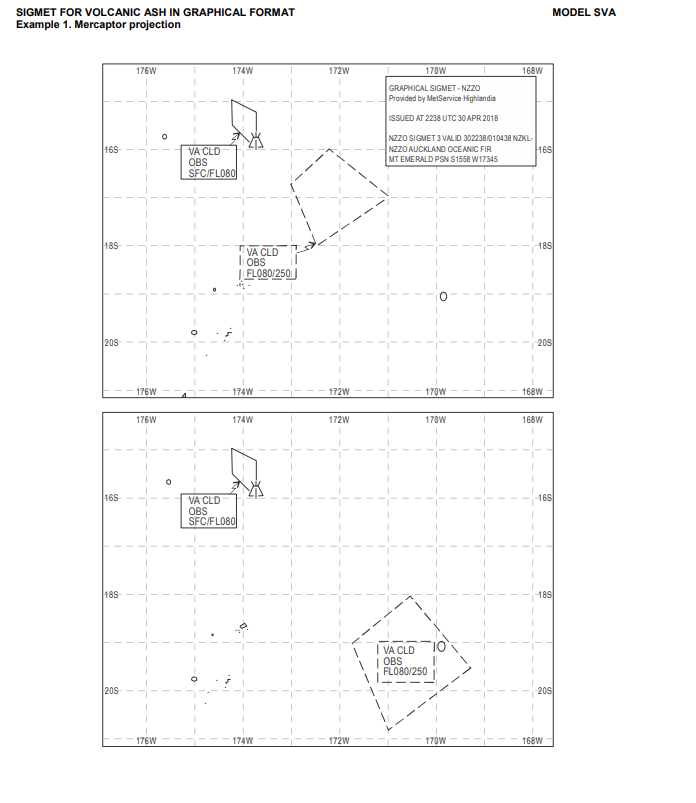 SIGMET FOR VOLCANIC ASH IN GRAPHICAL FORMAT
MODEL SVA
Example 1. Mercaptor projection
176W 174W 172W 170W 168W
GRAPHICAL SIGMET - NZZO
Provided by MetService Highlandia
ISSUED AT 2238 UTC 30 APR 2018
NZZO SIGMET 3 VALID 302238/010438 NZKL-
NZZO AUCKLAND OCEANIC FIR
MT EMERALD PSN S1558 W17345
16S 16S
VA CLD
OBS
SFC/FL080
18S 18S
VA CLD
OBS
FL080/250
20S 20S
176W 174W 172W 170W 168W
176W 174W 172W 170W 168W
16S 16S
VA CLD
OBS
SFC/FL080
18S 18S
VA CLD
OBS
FL080/250
20S 20S
176W 174W 172W 170W 168W